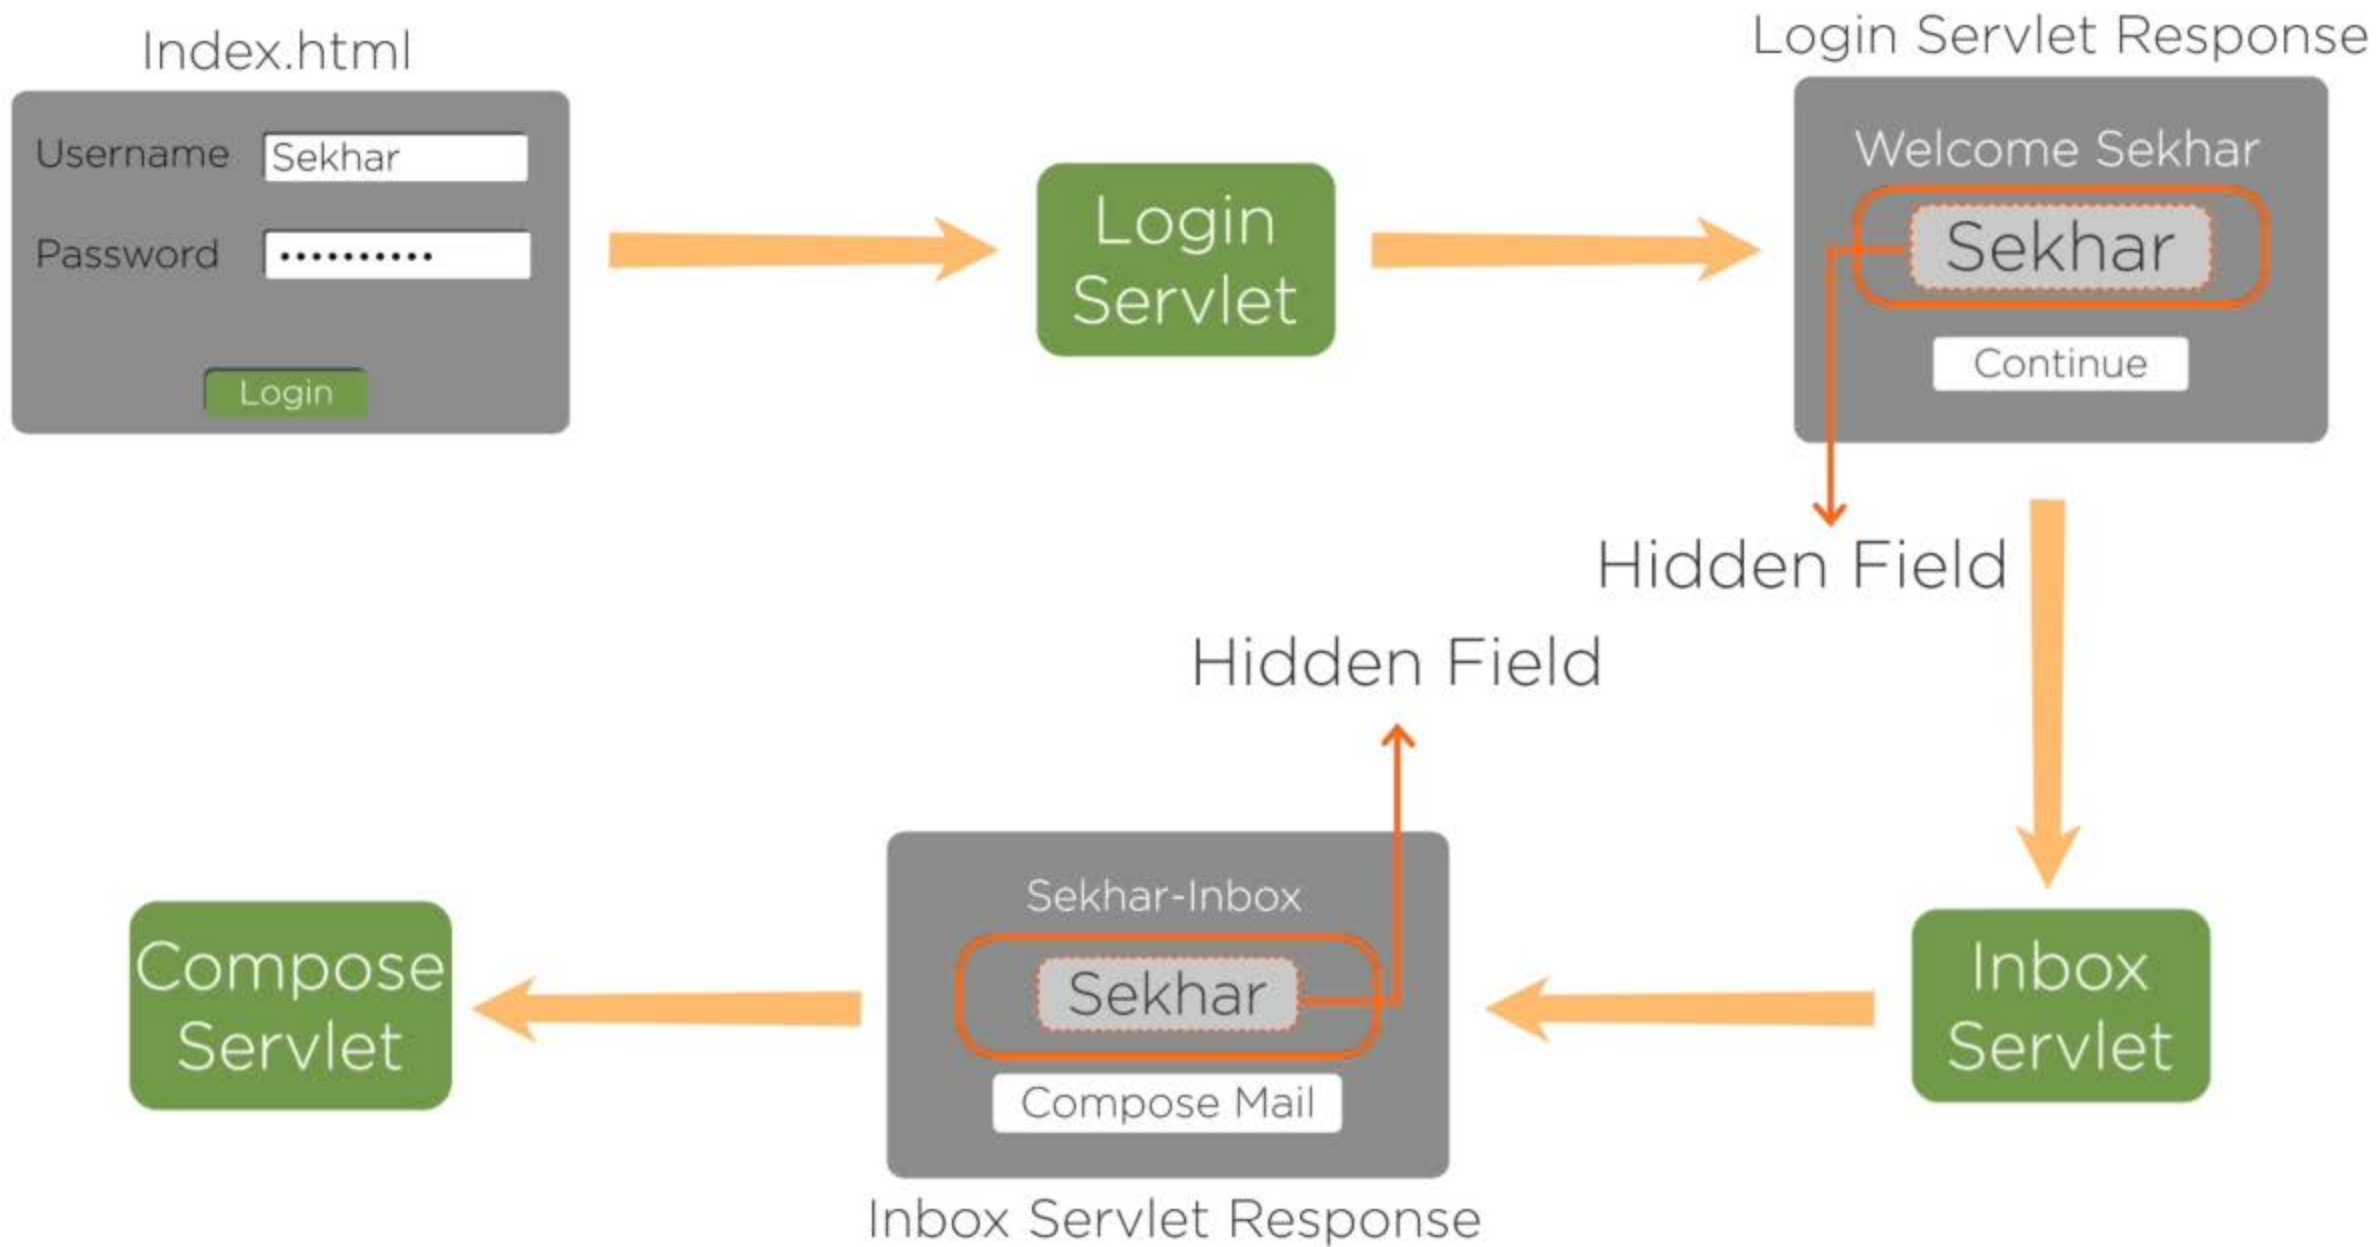 Index.html
Username Sekhar
Password ••••••••••
Login
Login
Servlet
Login Servlet Response
Welcome Sekhar
Sekhar
Continue
Hidden Field
Hidden Field
Inbox
Servlet
Sekhar-Inbox
Sekhar
Compose Mail
Inbox Servlet Response
Compose
Servlet